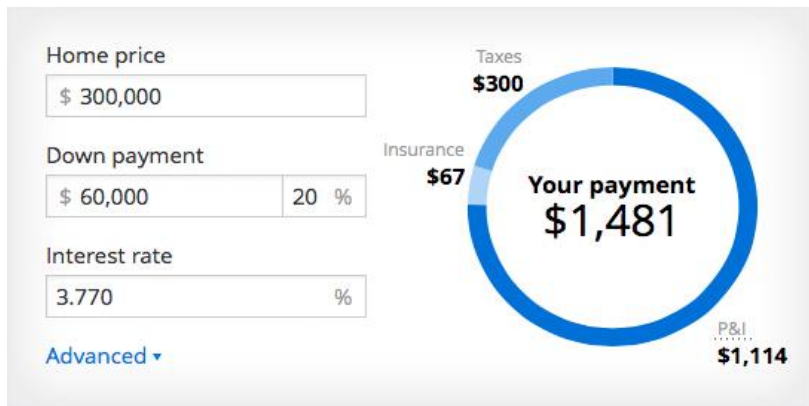 Home price
$ 300,000
Down payment
$ 60,000 20 %
Interest rate
3.770 %
Advanced ▾
Taxes
$300
Insurance
$67
Your payment
$1,481
P&I
$1,114